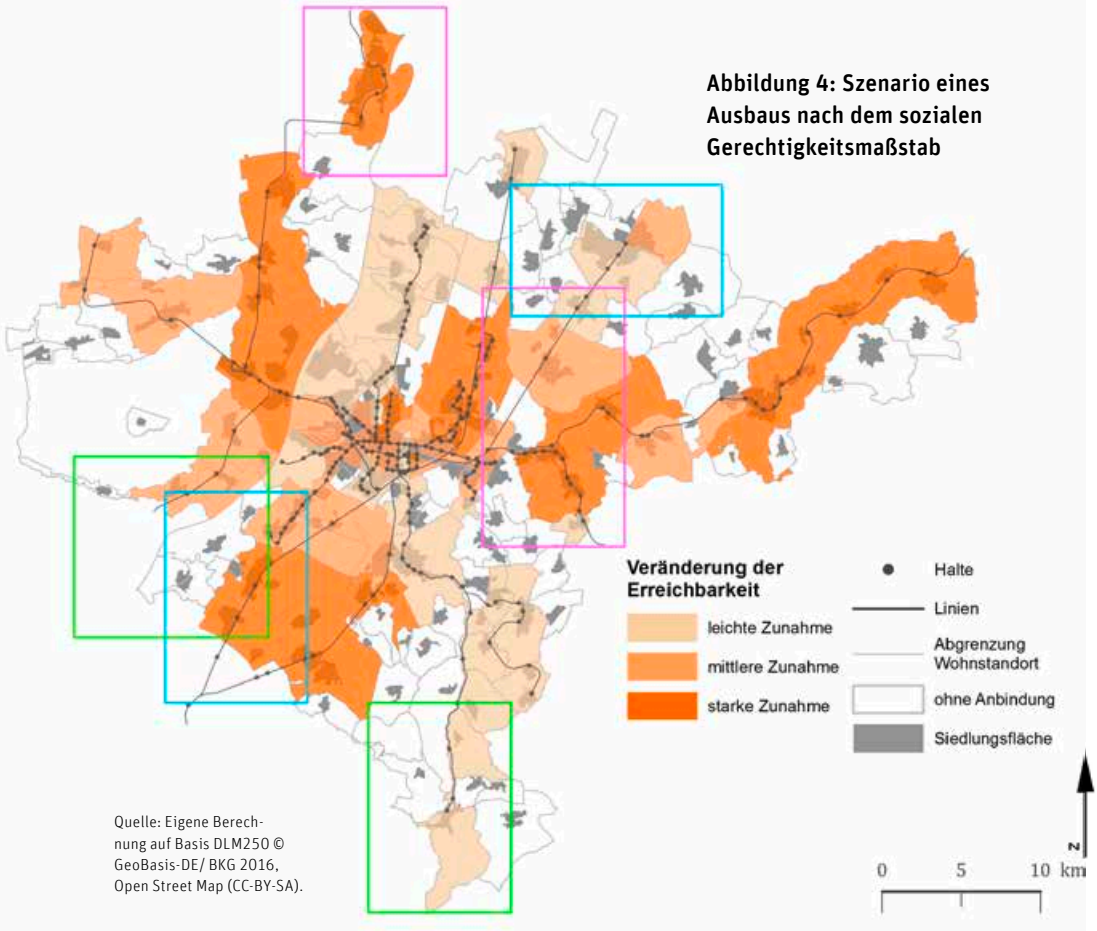 Abbildung 4: Szenario eines
Ausbaus nach dem sozialen
Gerechtigkeitsmaßstab
Veränderung der
Erreichbarkeit
leichte Zunahme
mittlere Zunahme
starke Zunahme
Halte
Linien
Abgrenzung
Wohnstandort
ohne Anbindung
Siedlungsfläche
Quelle: Eigene Berech-
nung auf Basis DLM250 ©
GeoBasis-DE/ BKG 2016,
Open Street Map (CC-BY-SA).
N
0 5 10 km